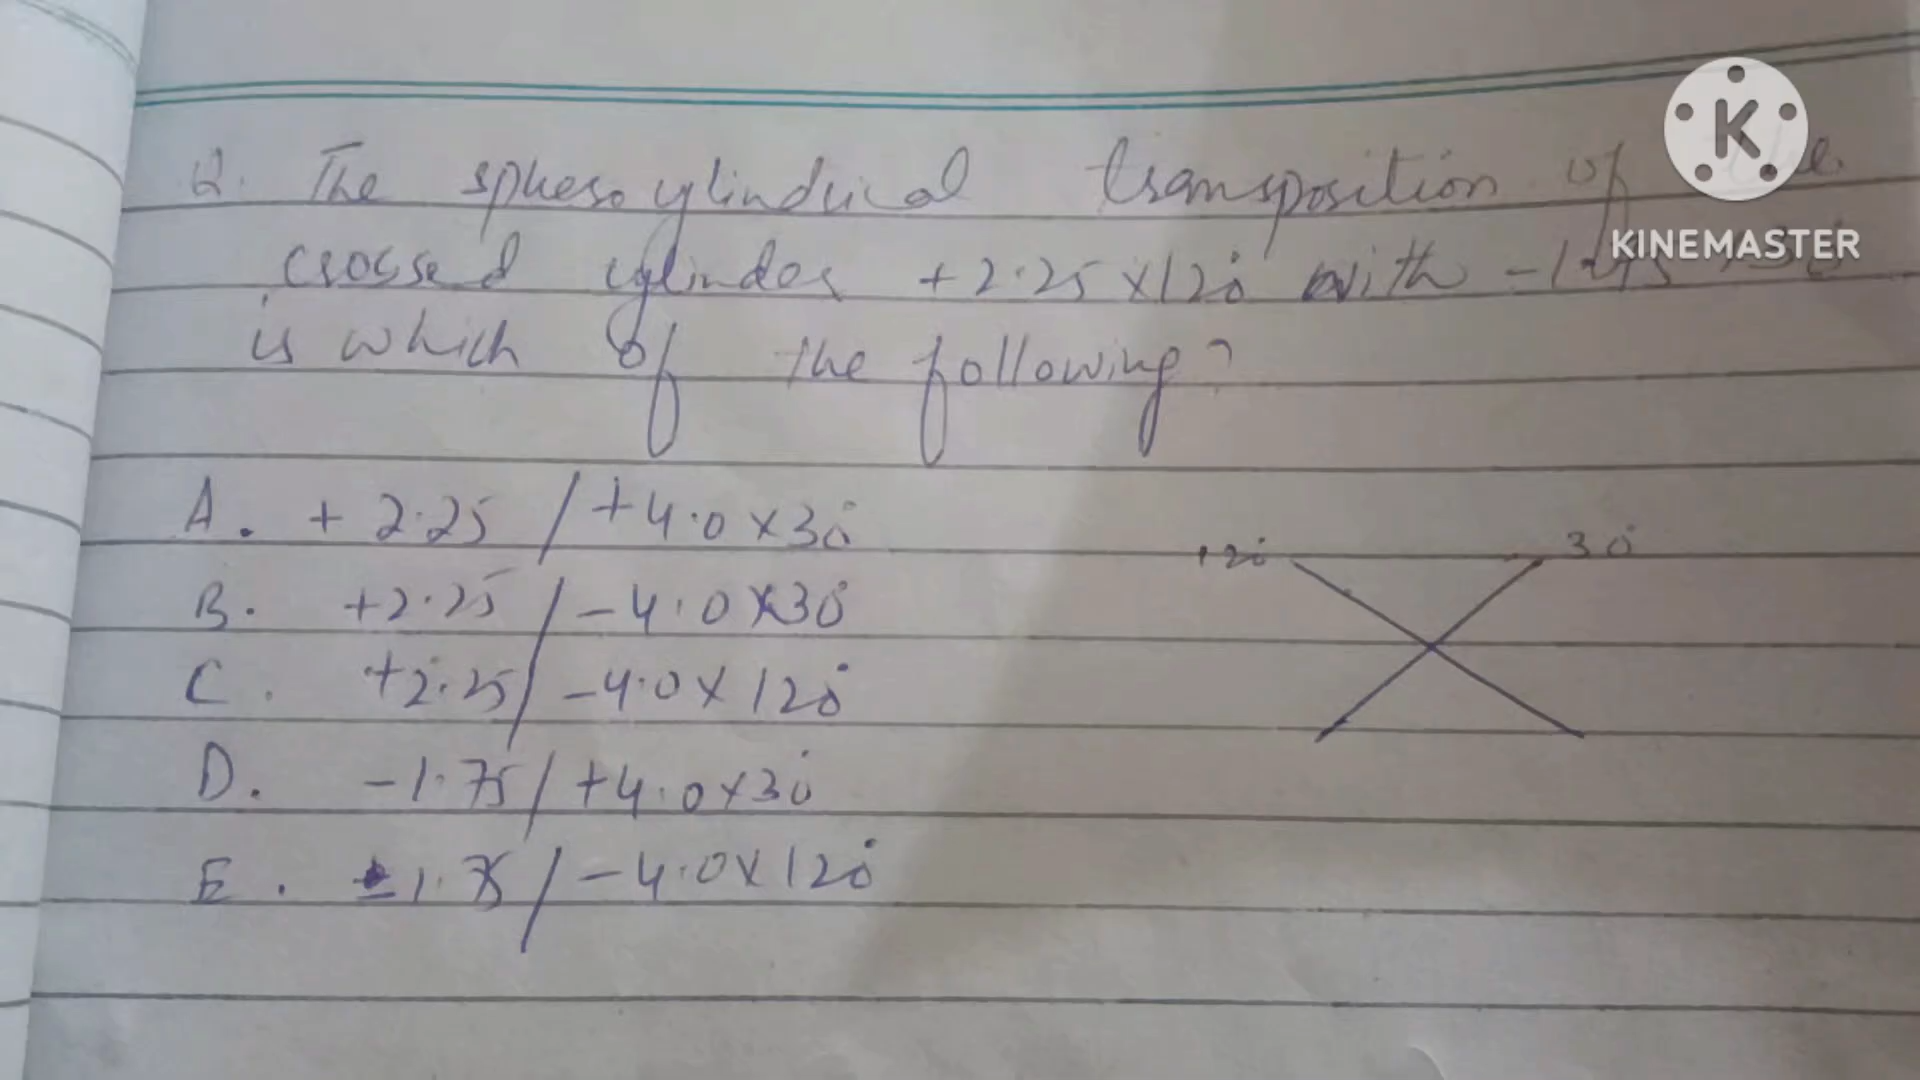 Q. The spherocylindrical transposition of
crossed cylinder +2.25 x 120° with
is which of the following?
A. + 2.25 / +4.0 x 30°
B. +2.25 / -4.0 x 30°
C. +2.25 / -4.0 x 120°
D. -1.75 / +4.0 x 30°
E. -1.75 / -4.0 x 120°
120° 30°
K
KINEMASTER